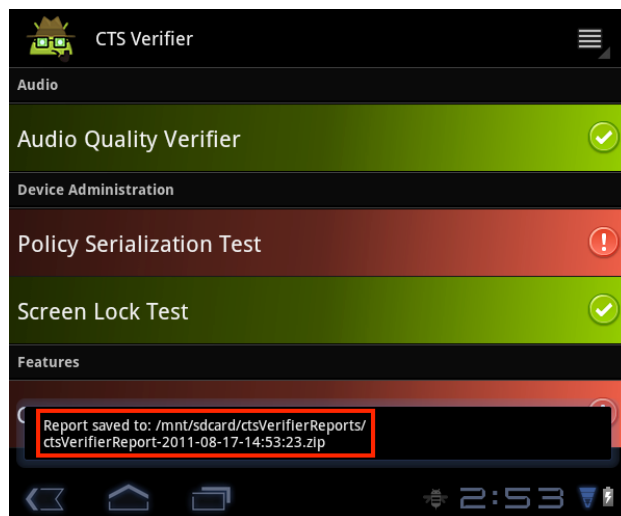 CTS Verifier
Audio
Audio Quality Verifier
Device Administration
Policy Serialization Test
Screen Lock Test
Features
Report saved to: /mnt/sdcard/ctsVerifierReports/
ctsVerifierReport-2011-08-17-14:53:23.zip
2:53